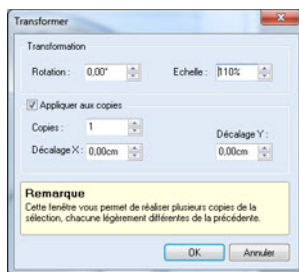 Transformer
Transformation
Rotation : 0,00° Echelle : 110%
Appliquer aux copies
Copies : 1
Décalage Y :
Décalage X : 0,00cm 0,00cm
Remarque
Cette fenêtre vous permet de réaliser plusieurs copies de la
sélection, chacune légèrement différentes de la précédente.
OK Annuler